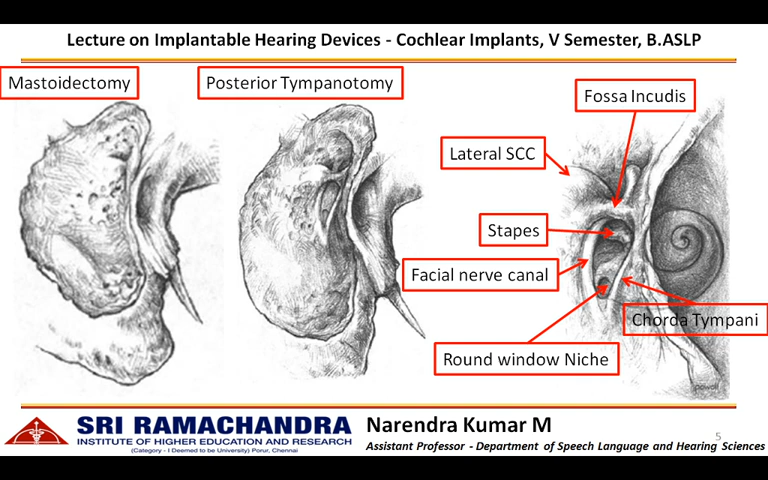 Lecture on Implantable Hearing Devices - Cochlear Implants, V Semester, B.ASLP
Mastoidectomy
Posterior Tympanotomy
Fossa Incudis
Lateral SCC
Stapes
Facial nerve canal
Chorda Tympani
Round window Niche
SRI RAMACHANDRA
INSTITUTE OF HIGHER EDUCATION AND RESEARCH
(Category - I Deemed to be University) Porur, Chennai
Narendra Kumar M
5
Assistant Professor - Department of Speech Language and Hearing Sciences